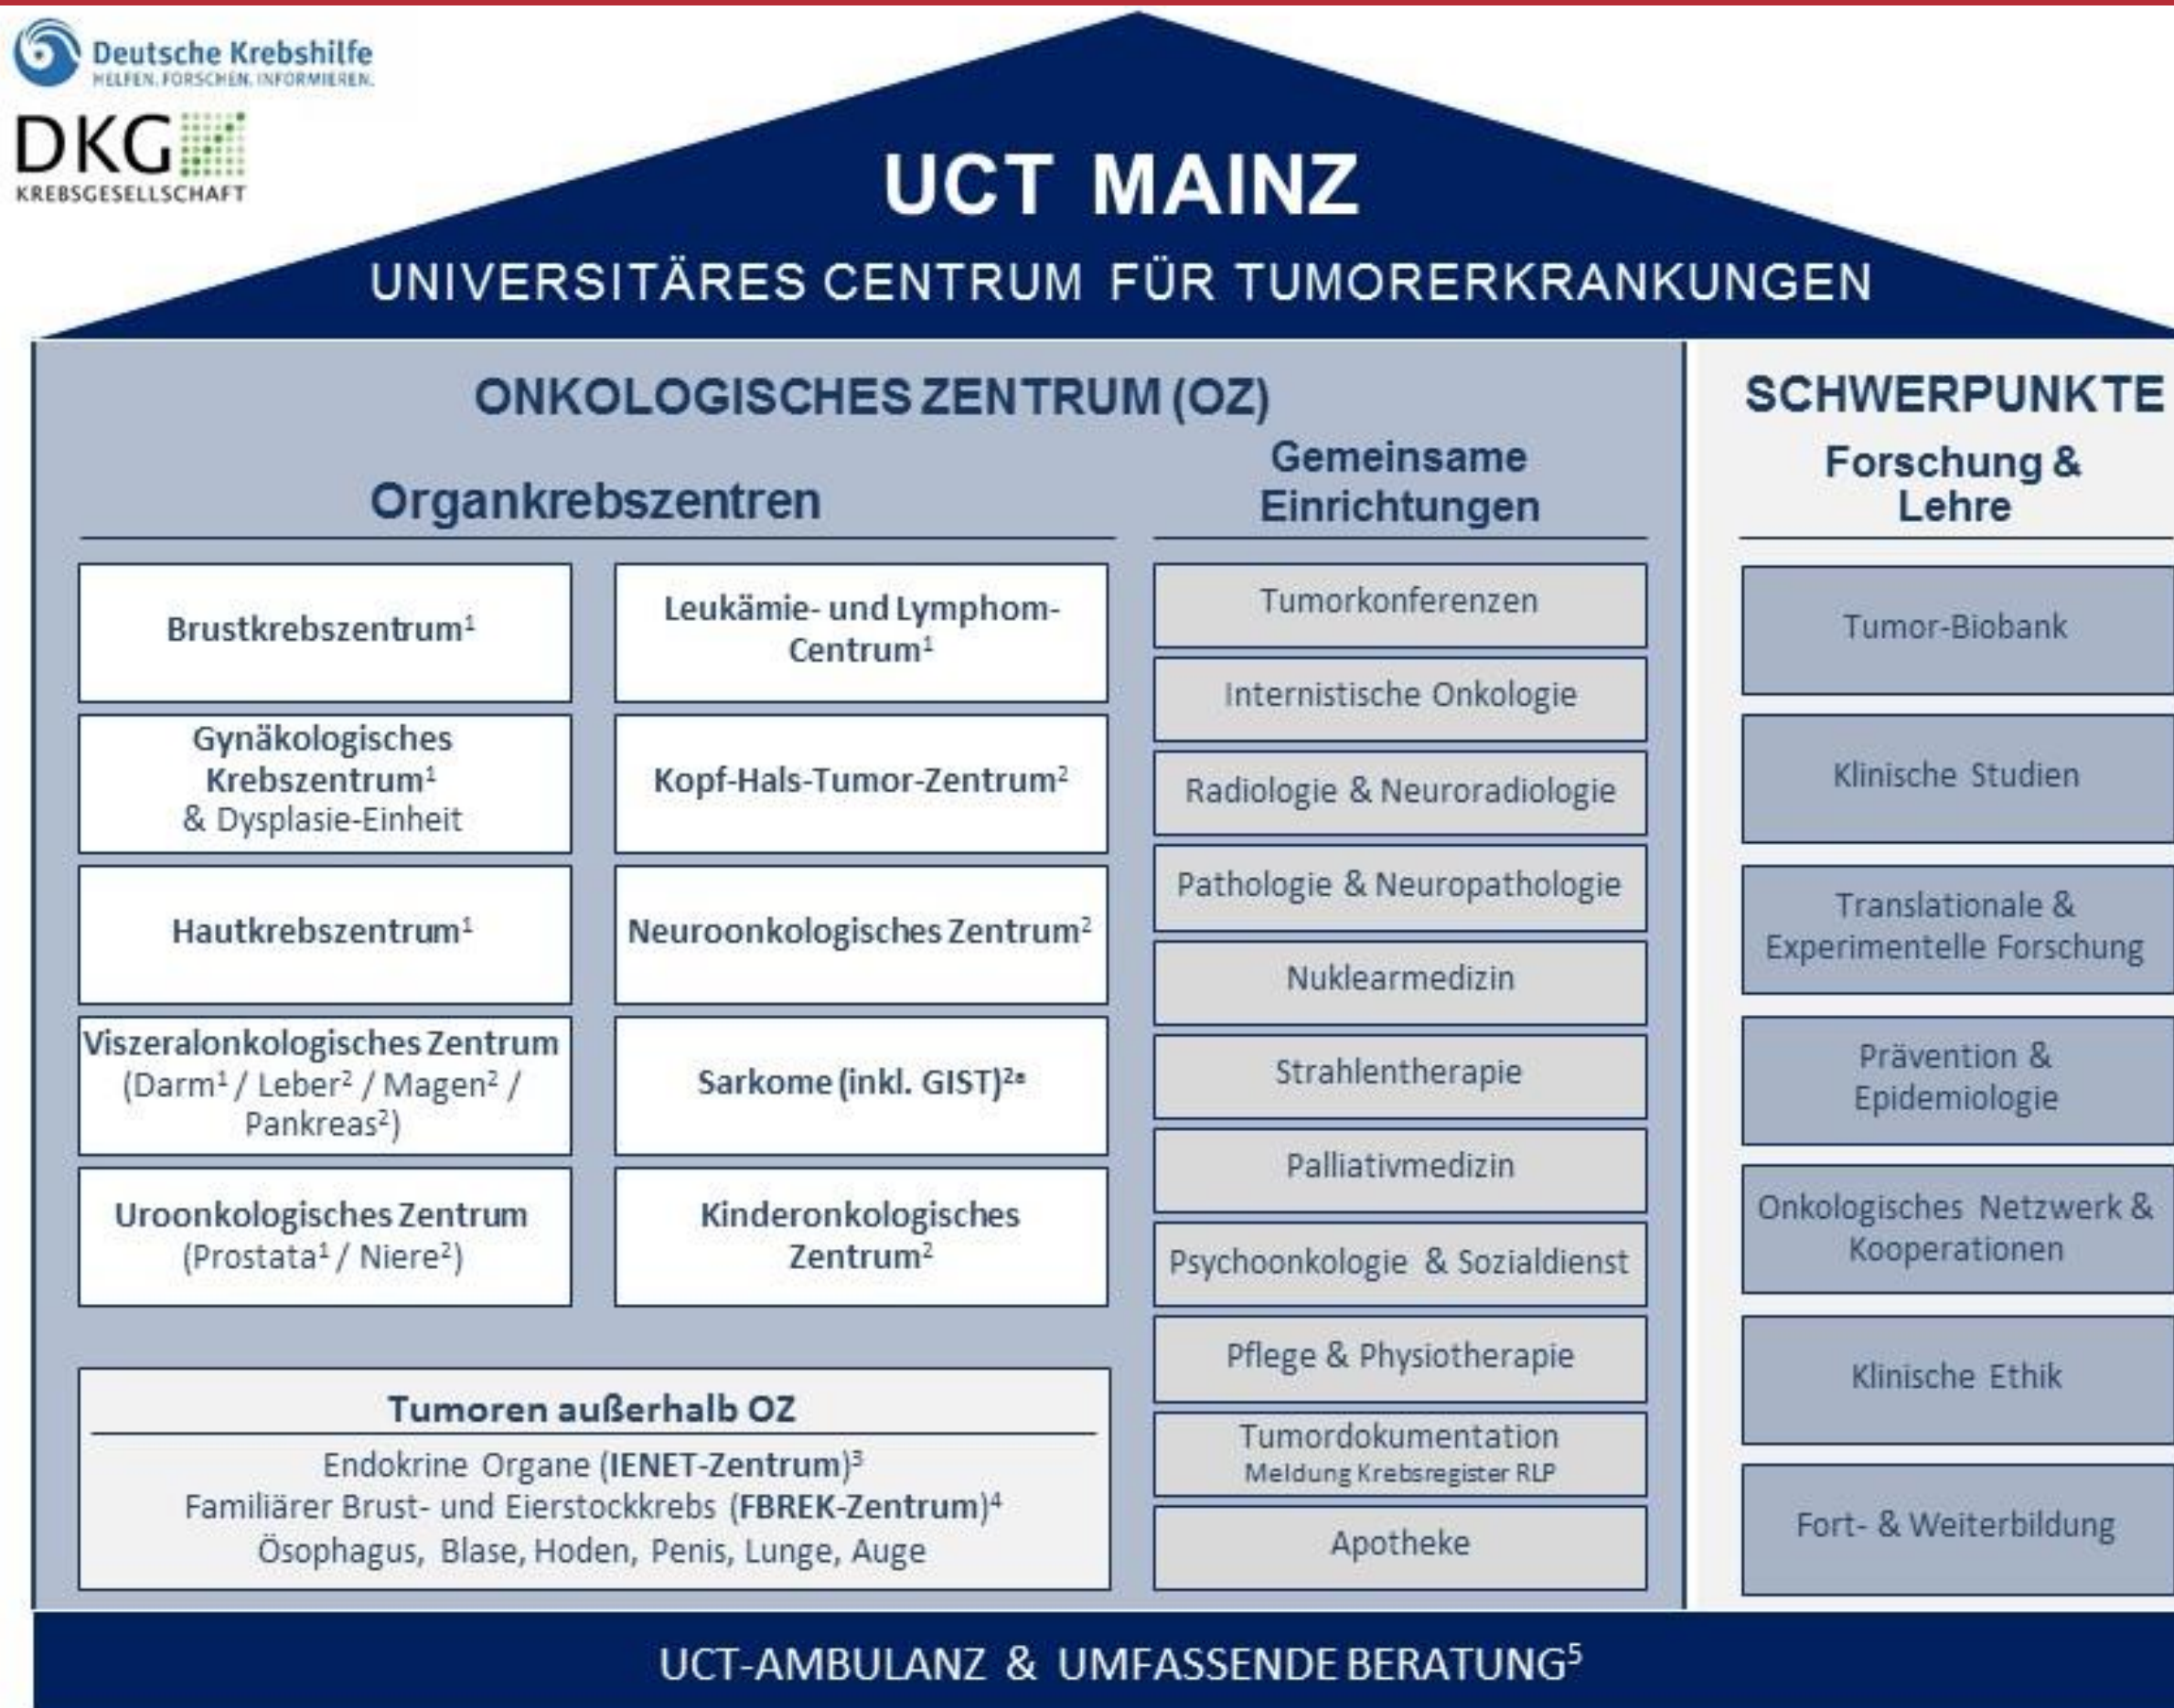 Deutsche Krebshilfe
HELFEN. FORSCHEN. INFORMIEREN.
DKG
KREBSGESELLSCHAFT
UCT MAINZ
UNIVERSITÄRES CENTRUM FÜR TUMORERKRANKUNGEN
ONKOLOGISCHES ZENTRUM (OZ)
Organkrebszentren
Brustkrebszentrum¹
Gynäkologisches
Krebszentrum¹
& Dysplasie-Einheit
Hautkrebszentrum¹
Viszeralonkologisches Zentrum
(Darm¹ / Leber² / Magen² /
Pankreas²)
Uroonkologisches Zentrum
(Prostata¹ / Niere²)
Leukämie- und Lymphom-
Centrum¹
Kopf-Hals-Tumor-Zentrum²
Neuroonkologisches Zentrum²
Sarkome (inkl. GIST)²*
Kinderonkologisches
Zentrum²
Tumoren außerhalb OZ
Endokrine Organe (IENET-Zentrum)³
Familiärer Brust- und Eierstockkrebs (FBREK-Zentrum)⁴
Ösophagus, Blase, Hoden, Penis, Lunge, Auge
Gemeinsame
Einrichtungen
Tumorkonferenzen
Internistische Onkologie
Radiologie & Neuroradiologie
Pathologie & Neuropathologie
Nuklearmedizin
Strahlentherapie
Palliativmedizin
Psychoonkologie & Sozialdienst
Pflege & Physiotherapie
Tumordokumentation
Meldung Krebsregister RLP
Apotheke
SCHWERPUNKTE
Forschung &
Lehre
Tumor-Biobank
Klinische Studien
Translationale &
Experimentelle Forschung
Prävention &
Epidemiologie
Onkologisches Netzwerk &
Kooperationen
Klinische Ethik
Fort- & Weiterbildung
UCT-AMBULANZ & UMFASSENDE BERATUNG⁵